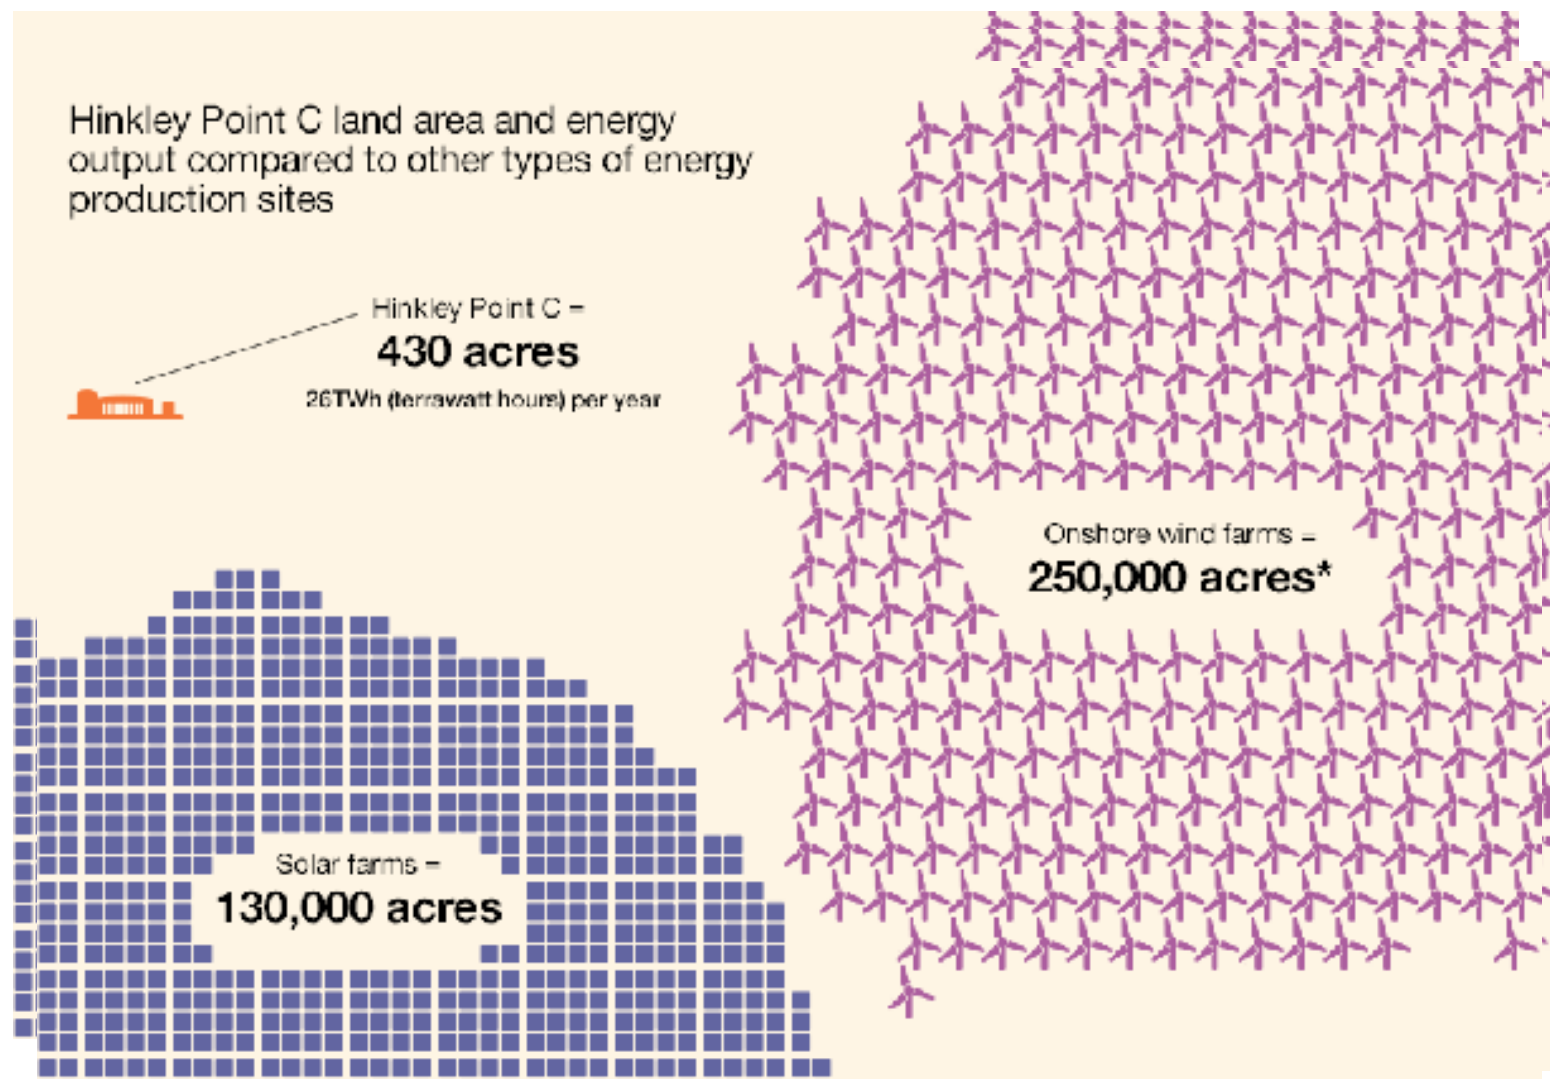 Hinkley Point C land area and energy
output compared to other types of energy
production sites
Hinkley Point C =
430 acres
26TWh (terrawatt hours) per year
Onshore wind farms =
250,000 acres*
Solar farms =
130,000 acres